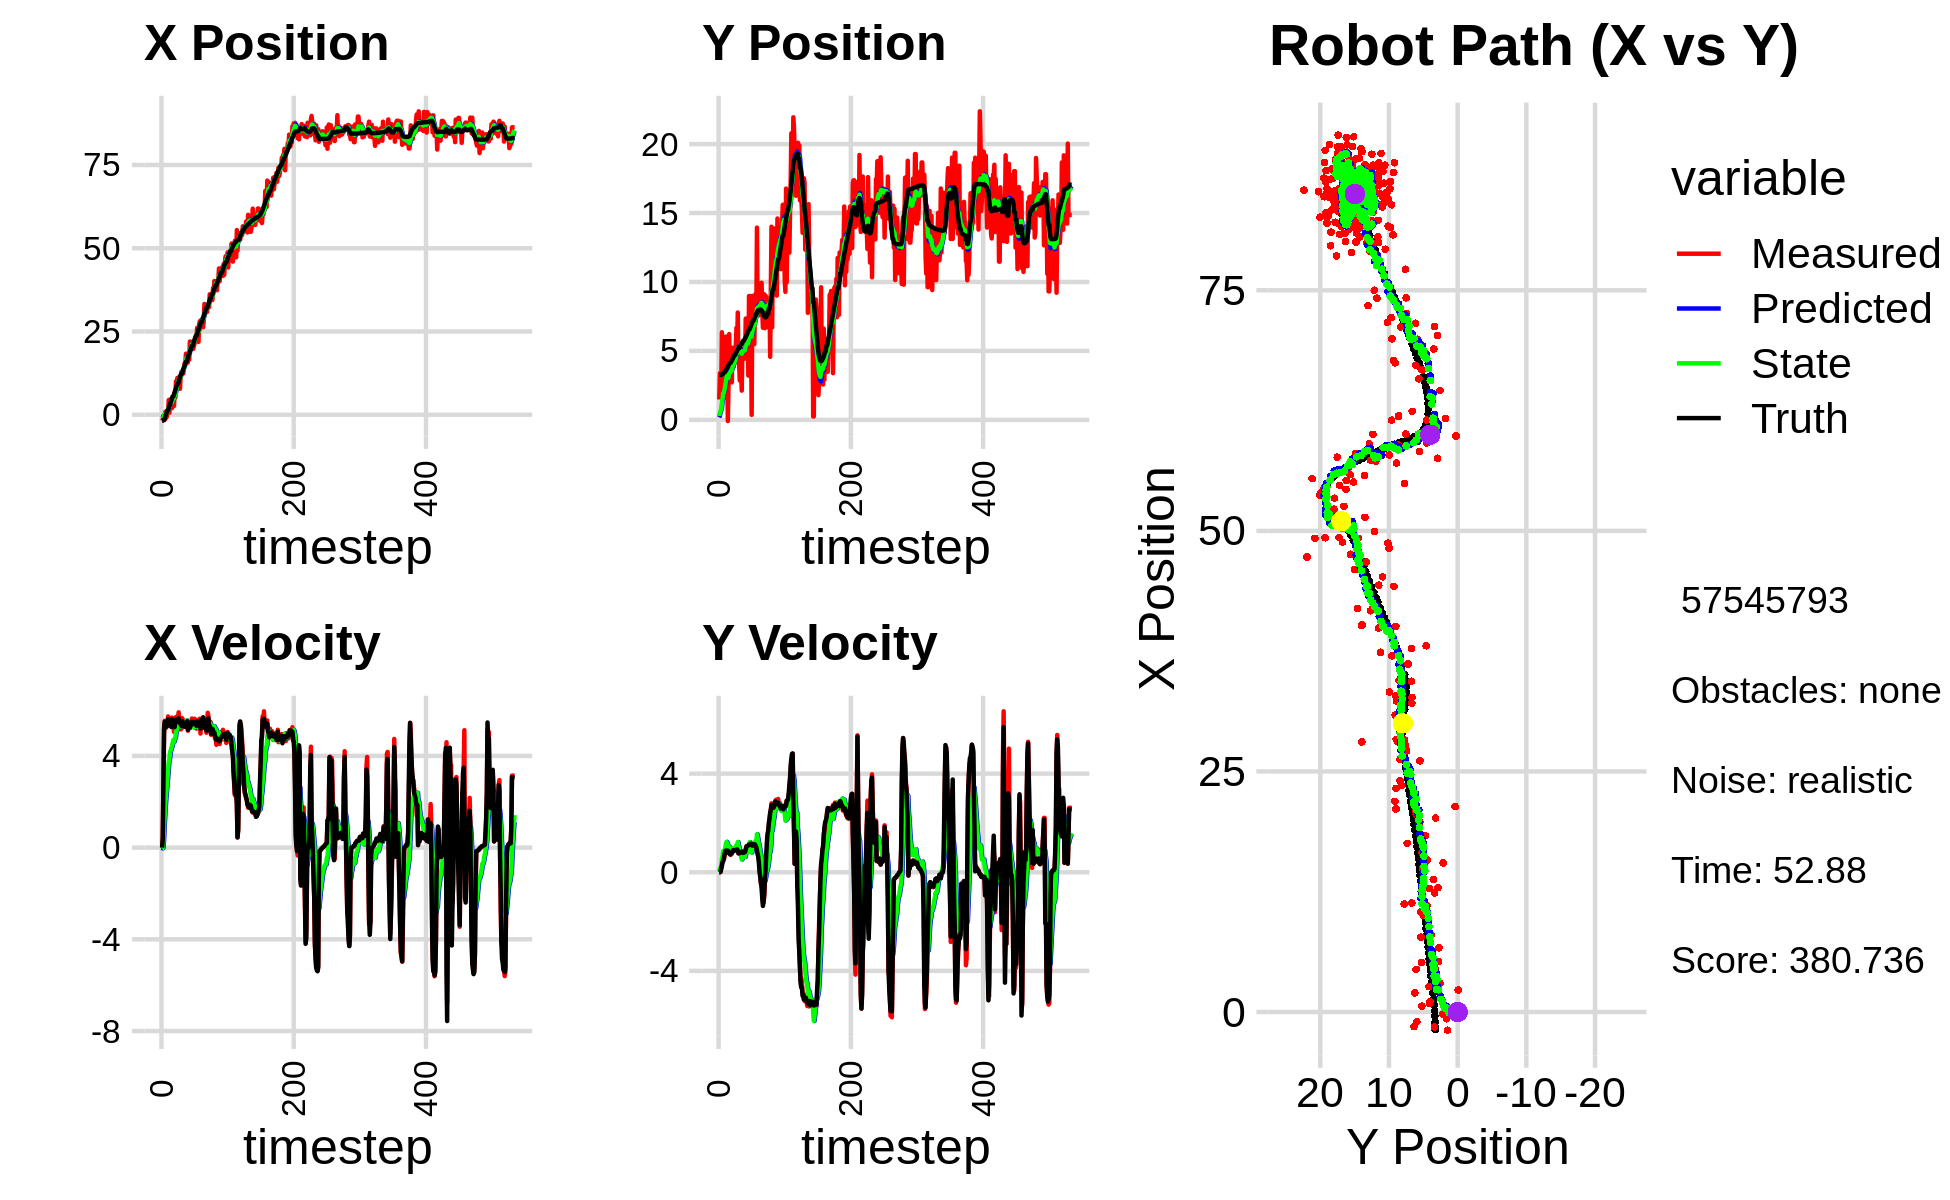 X Position
75
50
25
0
0
200
400
timestep
Y Position
20
15
10
5
0
0
200
400
timestep
X Velocity
4
0
-4
-8
0
200
400
timestep
Y Velocity
4
0
-4
0
200
400
timestep
Robot Path (X vs Y)
X Position
75
50
25
0
20 10 0 -10 -20
Y Position
variable
Measured
Predicted
State
Truth
57545793
Obstacles: none
Noise: realistic
Time: 52.88
Score: 380.736